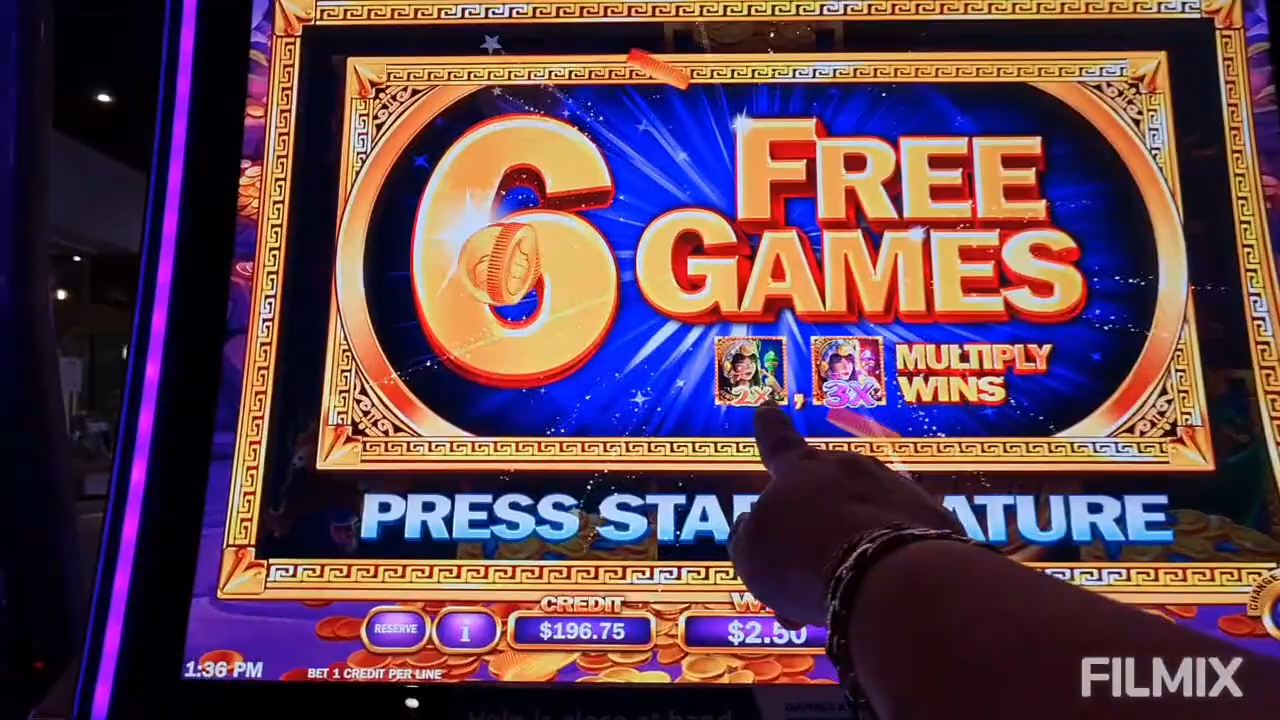 6 FREE
GAMES
2X , 3X MULTIPLY
WINS
PRESS STA ATURE
CREDIT W
RESERVE i $196.75 $2.50
1:36 PM BET 1 CREDIT PER LINE
CHANGE
FILMIX